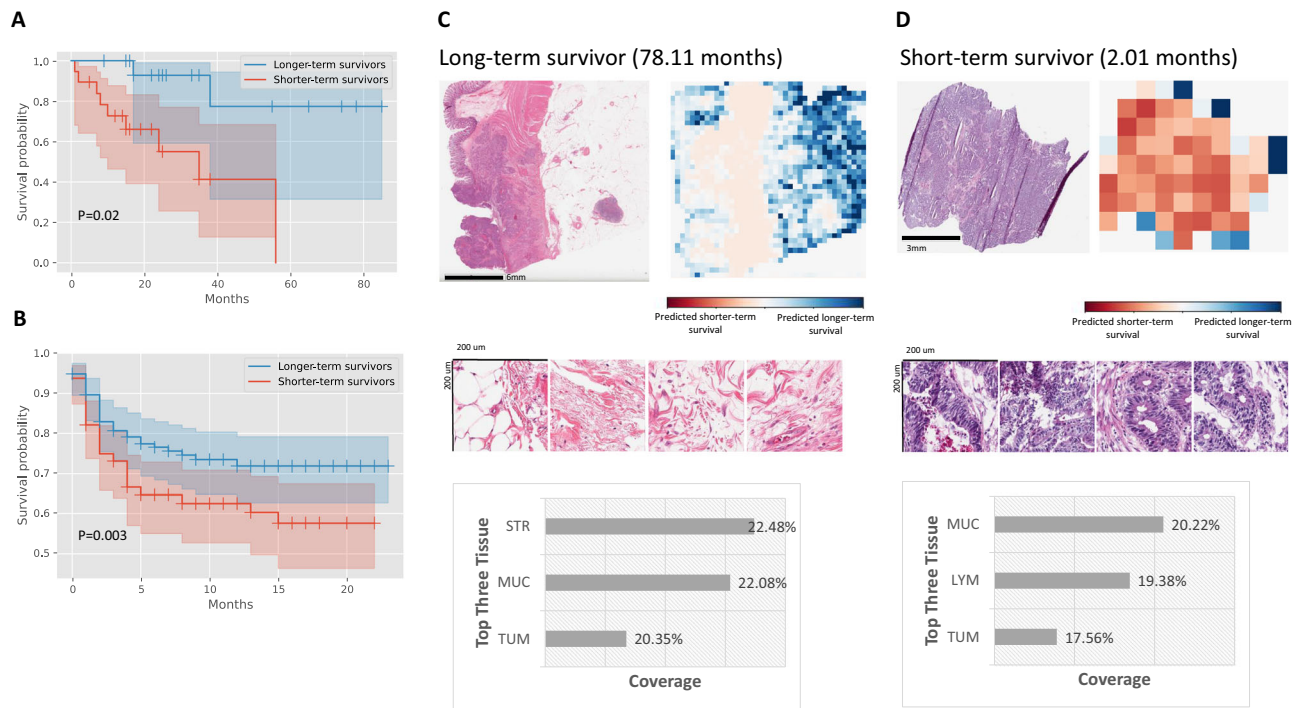 A
1.0
0.8
0.6
0.4
0.2
0.0
Survival probability
Longer-term survivors
Shorter-term survivors
P=0.02
0
20
40
60
80
Months
B
1.0
0.9
0.8
0.7
0.6
0.5
Survival probability
Longer-term survivors
Shorter-term survivors
P=0.003
0
5
10
15
20
Months
C
Long-term survivor (78.11 months)
6mm
Predicted shorter-term
survival
Predicted longer-term
survival
200 um
200 um
Top Three Tissue
STR
22.48%
MUC
22.08%
TUM
20.35%
Coverage
D
Short-term survivor (2.01 months)
3mm
Predicted shorter-term
survival
Predicted longer-term
survival
200 um
200 um
Top Three Tissue
MUC
20.22%
LYM
19.38%
TUM
17.56%
Coverage